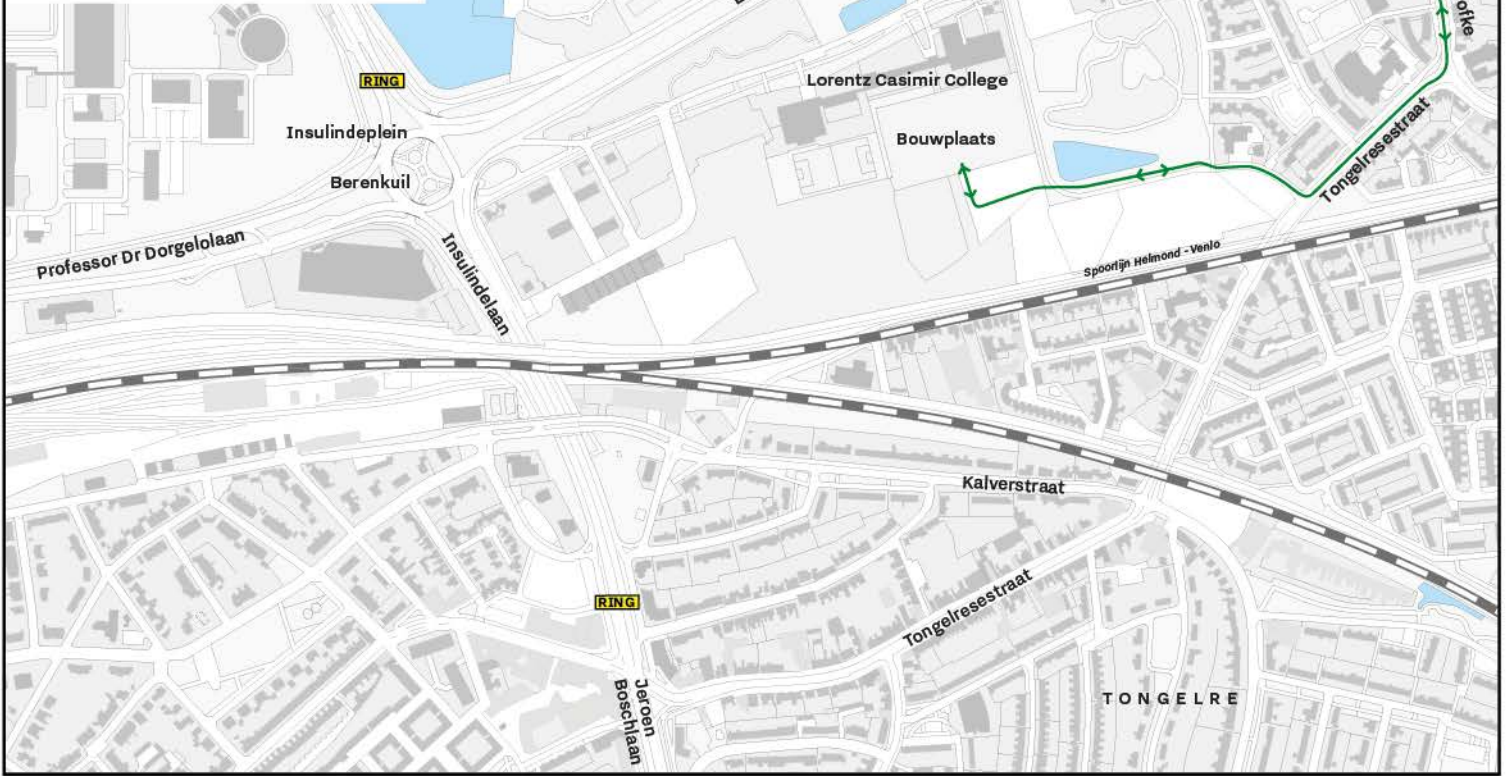 ofke
RING
Lorentz Casimir College
Insulindeplein
Bouwplaats
Tongelresestraat
Berenkuil
Professor Dr Dorgelolaan
Insulindelaan
Spoorlijn Helmond - Venlo
Kalverstraat
RING
Tongelresestraat
Jeroen
Boschlaan
TONGELRE